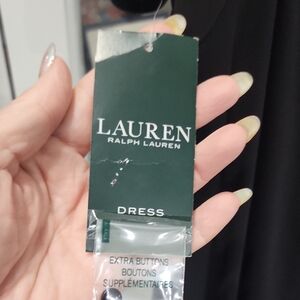 LAUREN
RALPH LAUREN
DRESS
EXTRA BUTTONS
BOUTONS
SUPPLÉMENTAIRES